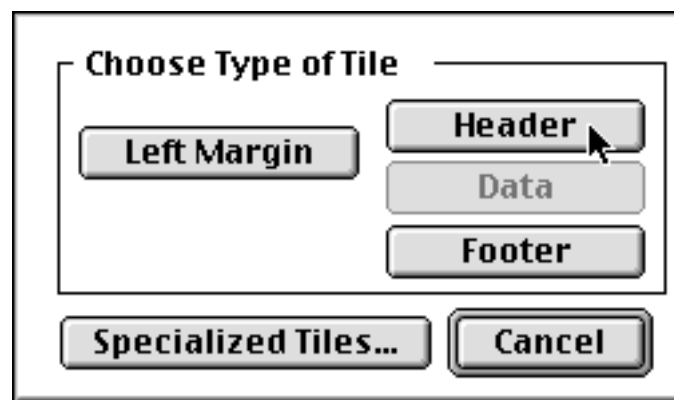 Choose Type of Tile
Left Margin
Header
Data
Footer
Specialized Tiles...
Cancel